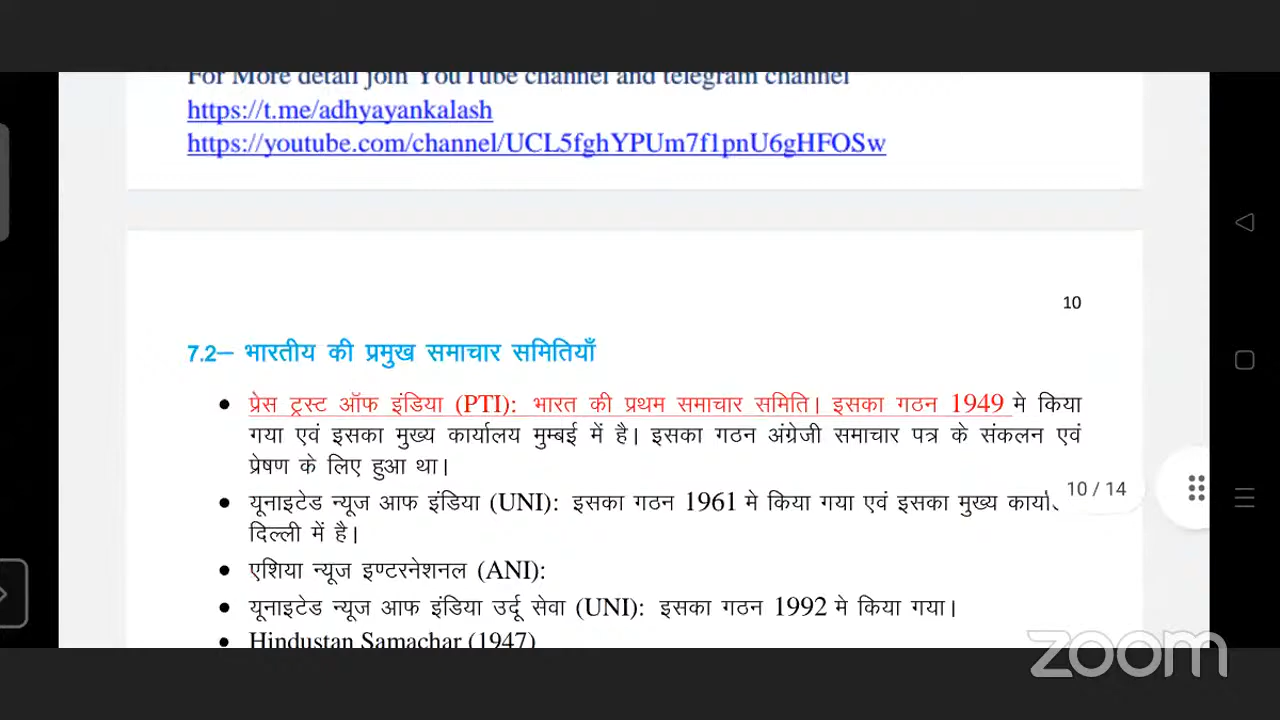 For More detail join YouTube channel and telegram channel
https://t.me/adhyayankalash
https://youtube.com/channel/UCL5fghYPUm7f1pnU6gHFOSw
10
7.2– भारतीय की प्रमुख समाचार समितियाँ
• प्रेस ट्रस्ट ऑफ इंडिया (PTI): भारत की प्रथम समाचार समिति। इसका गठन 1949 मे किया
गया एवं इसका मुख्य कार्यालय मुम्बई में है। इसका गठन अंग्रेजी समाचार पत्र के संकलन एवं
प्रेषण के लिए हुआ था।
10 / 14
• यूनाइटेड न्यूज आफ इंडिया (UNI): इसका गठन 1961 मे किया गया एवं इसका मुख्य
दिल्ली में है।
• एशिया न्यूज इण्टरनेशनल (ANI):
• यूनाइटेड न्यूज आफ इंडिया उर्दू सेवा (UNI): इसका गठन 1992 मे किया गया।
• Hindustan Samachar (1947)
zoom